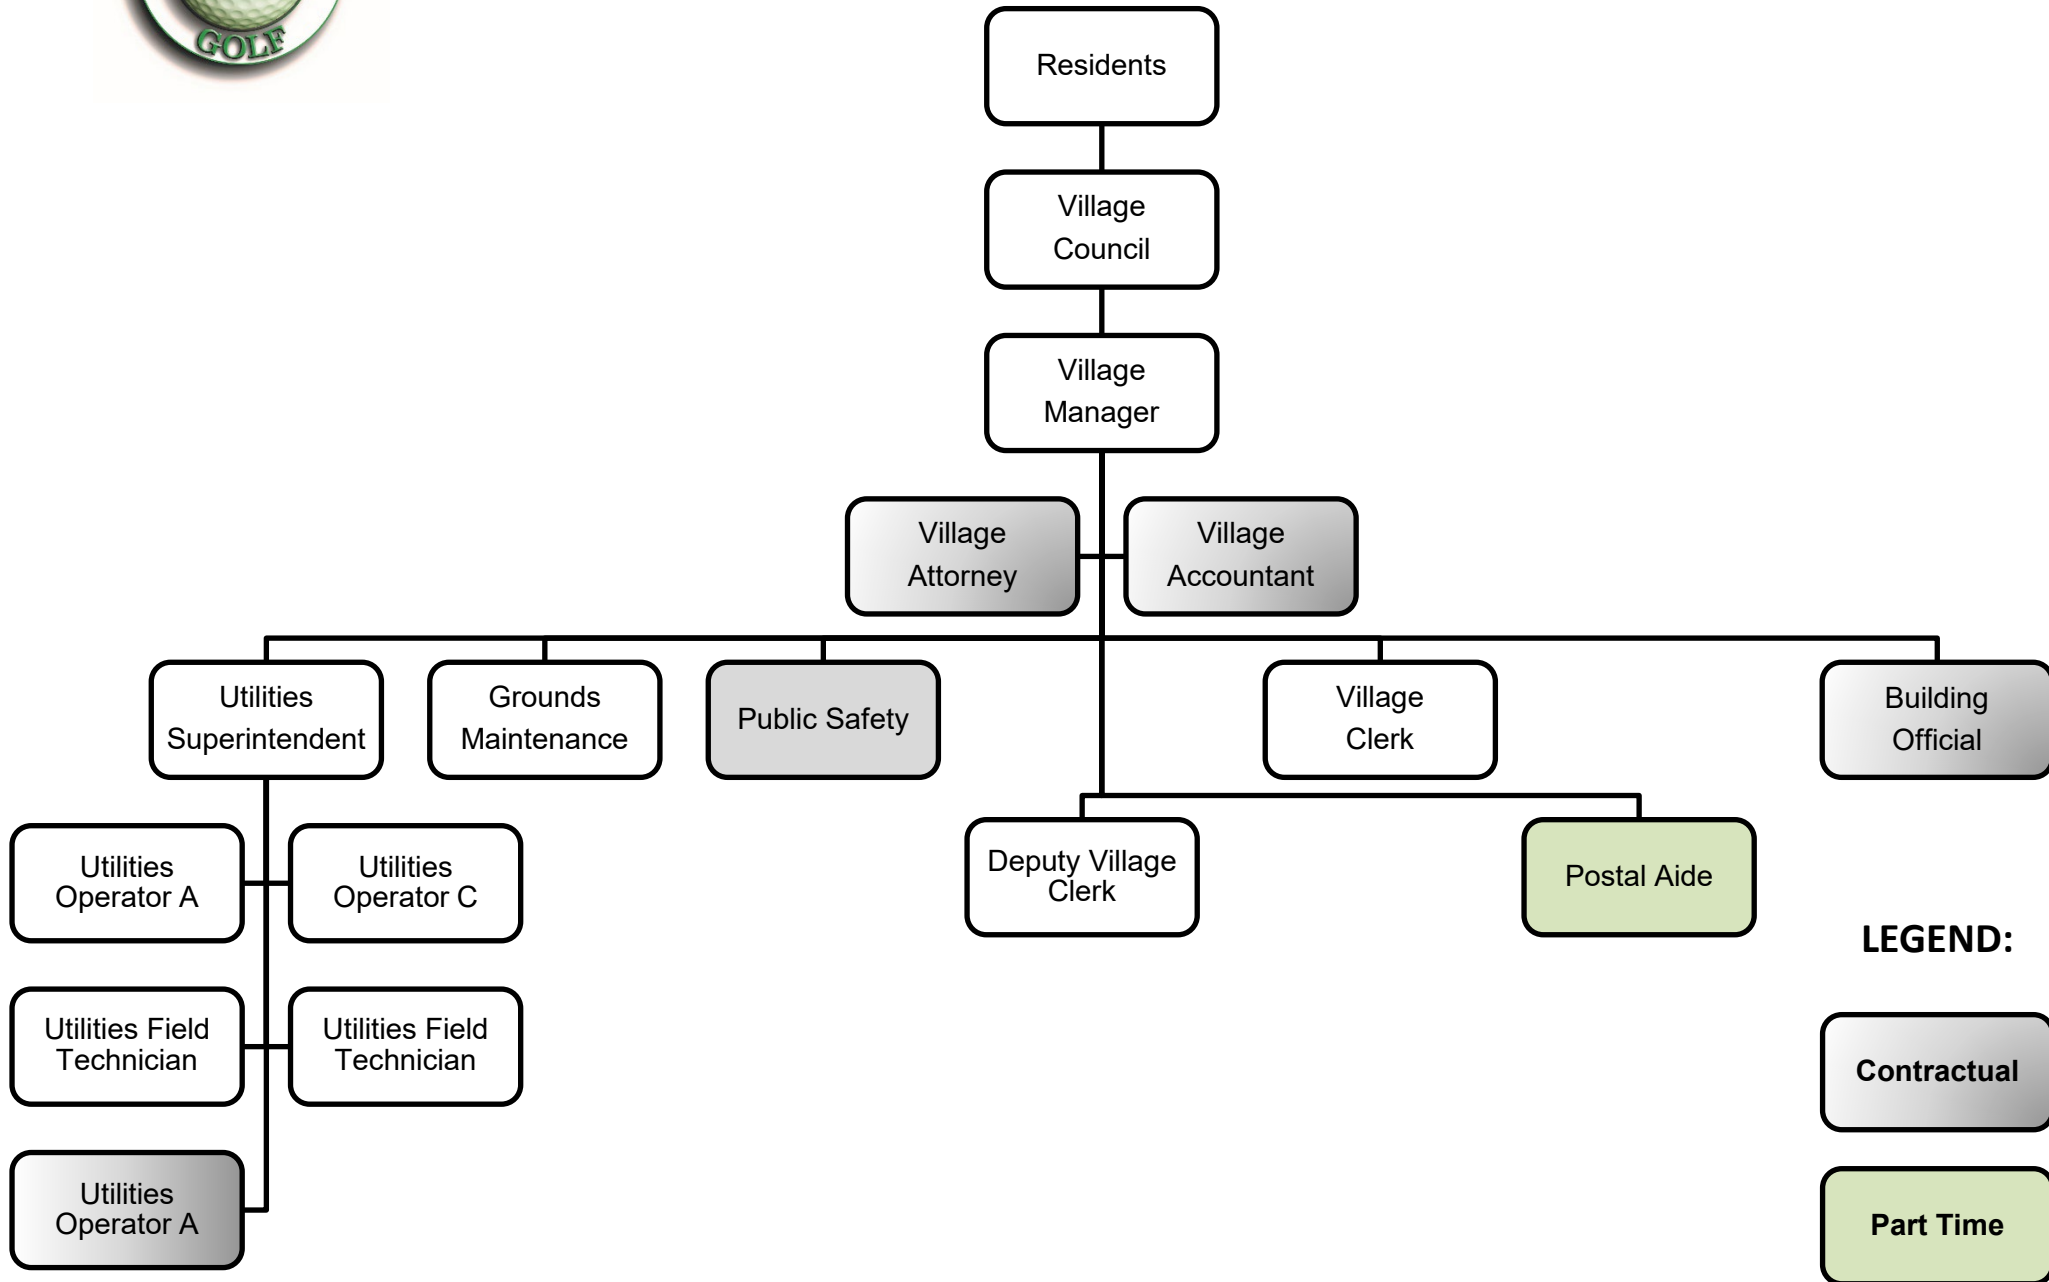 GOLF
Residents
Village
Council
Village
Manager
Village
Attorney
Village
Accountant
Utilities
Superintendent
Grounds
Maintenance
Public Safety
Village
Clerk
Building
Official
Utilities
Operator A
Utilities
Operator C
Deputy Village
Clerk
Postal Aide
LEGEND:
Utilities Field
Technician
Utilities Field
Technician
Contractual
Utilities
Operator A
Part Time